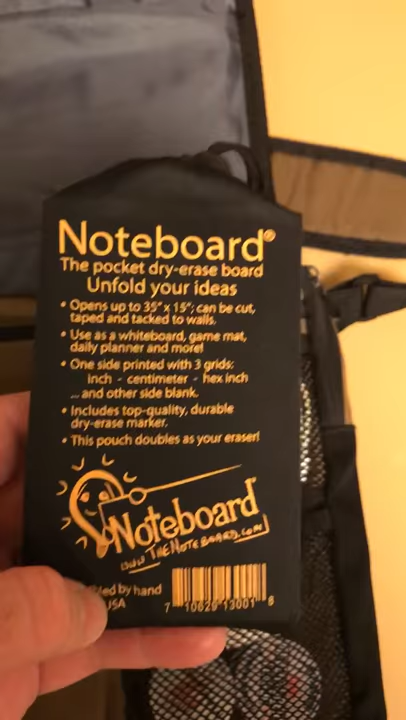 Noteboard®
The pocket dry-erase board
Unfold your ideas
• Opens up to 35" x 15"; can be cut,
taped and tacked to walls.
• Use as a whiteboard, game mat,
daily planner and more!
• One side printed with 3 grids:
inch - centimeter - hex inch
... and other side blank.
• Includes top-quality, durable
dry-erase marker.
• This pouch doubles as your eraser!
Noteboard
www.TheNoteboard.com
by hand
USA
7 10629 13001 8